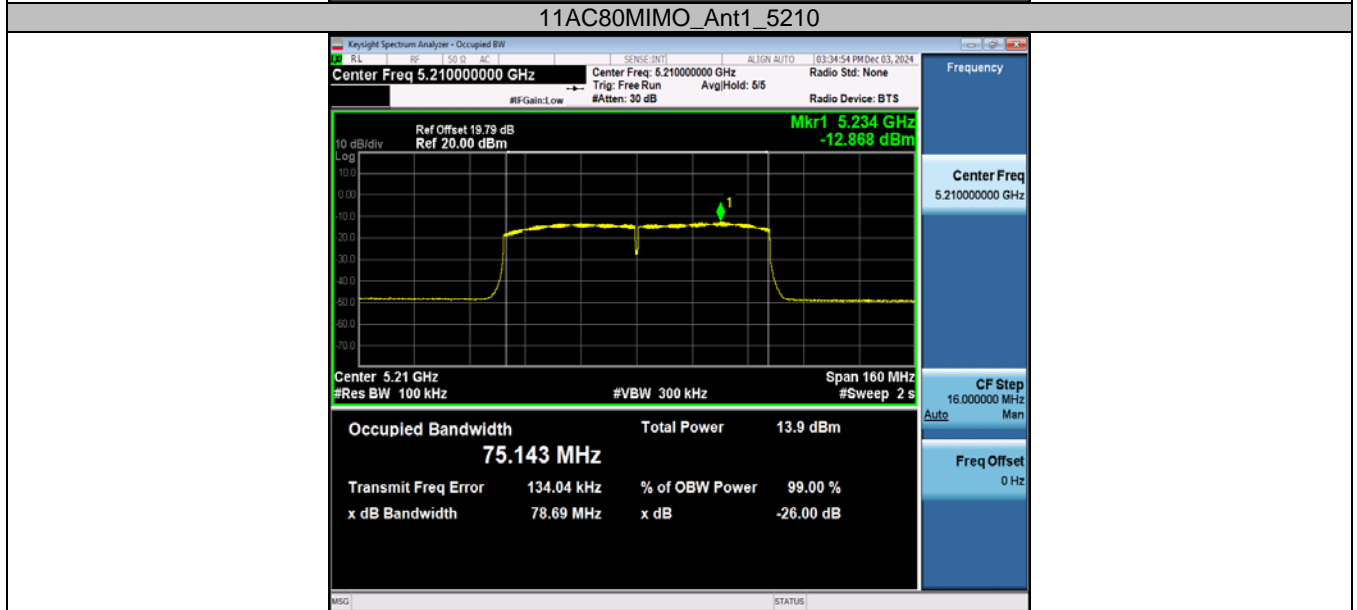 11AC80MIMO_Ant1_5210
Keysight Spectrum Analyzer - Occupied BW
RL RF 50 Ω AC SENSE:INT ALIGN AUTO 03:34:54 PM Dec 03, 2024
Center Freq 5.210000000 GHz
Center Freq: 5.210000000 GHz Radio Std: None
Trig: Free Run Avg|Hold: 5/5
#IFGain:Low #Atten: 30 dB Radio Device: BTS
Frequency
Mkr1 5.234 GHz
-12.868 dBm
Ref Offset 19.79 dB
10 dB/div Ref 20.00 dBm
Log
10.0
0.00
-10.0
-20.0
-30.0
-40.0
-50.0
-60.0
-70.0
1
Center 5.21 GHz Span 160 MHz
#Res BW 100 kHz #VBW 300 kHz #Sweep 2 s
Center Freq
5.210000000 GHz
CF Step
16.000000 MHz
Auto Man
Freq Offset
0 Hz
Occupied Bandwidth Total Power 13.9 dBm
75.143 MHz
Transmit Freq Error 134.04 kHz % of OBW Power 99.00 %
x dB Bandwidth 78.69 MHz x dB -26.00 dB
MSG STATUS